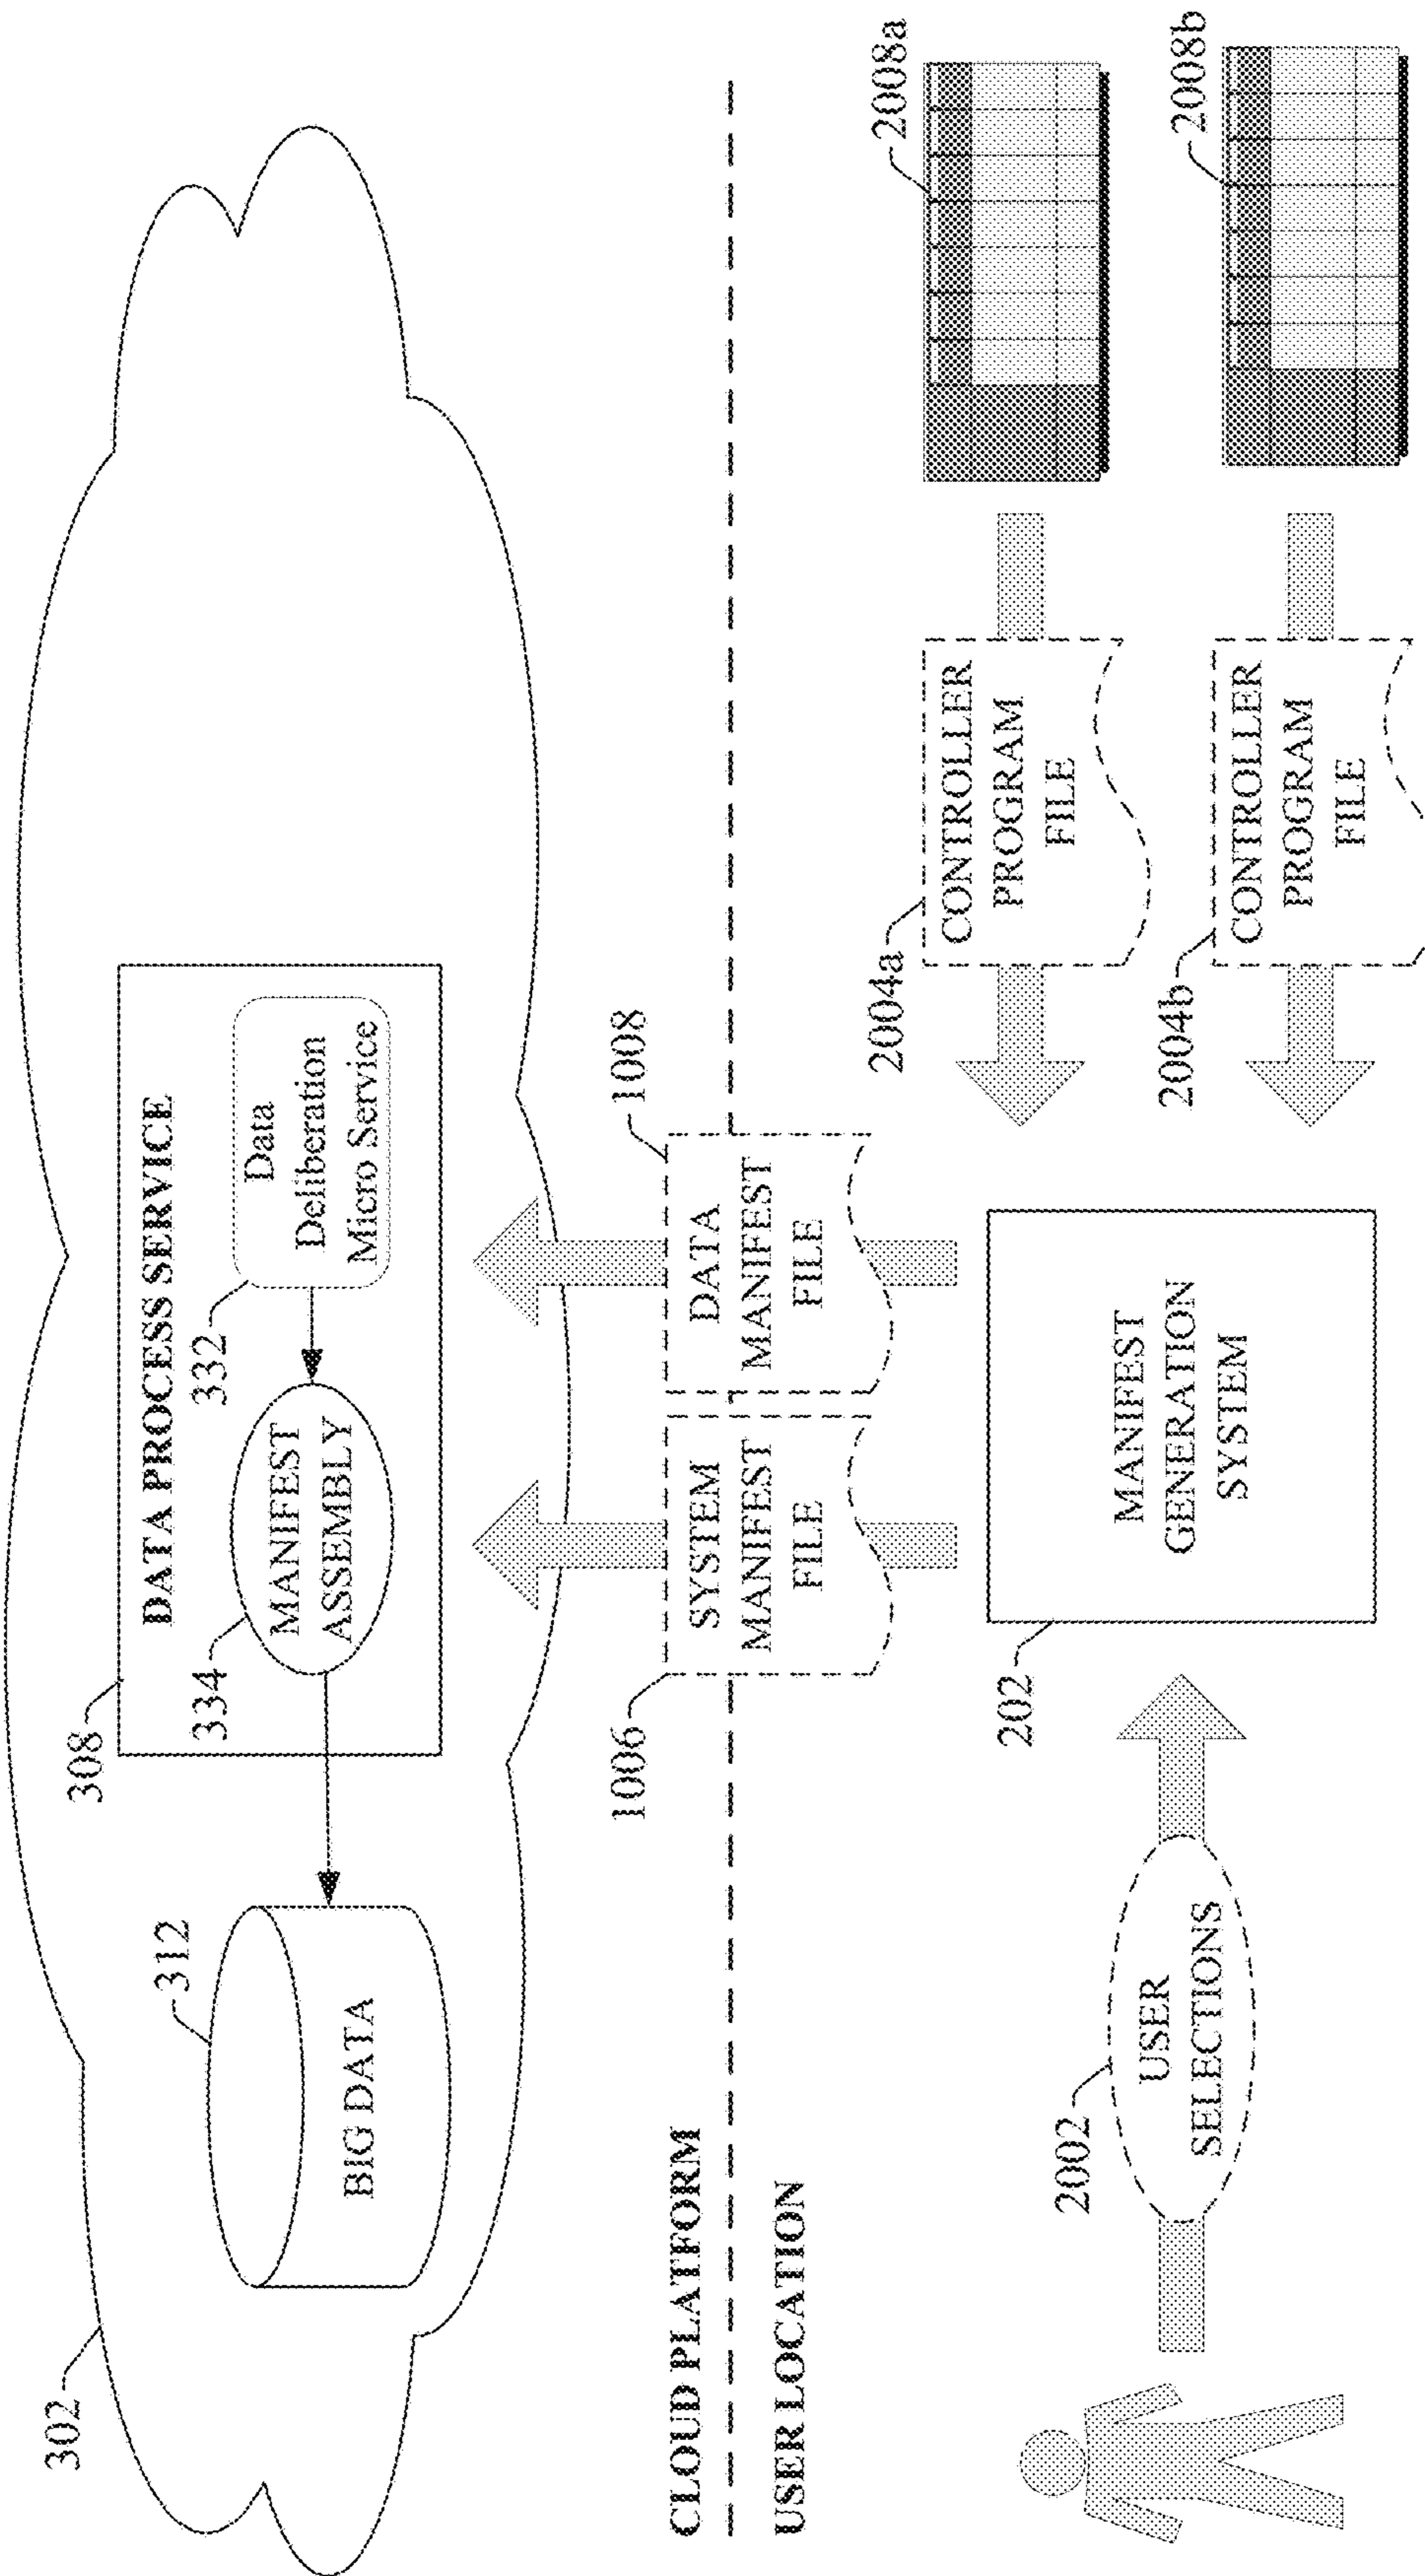 302
312
BIG DATA
308
DATA PROCESS SERVICE
334
MANIFEST
ASSEMBLY
332
Data
Deliberation
Micro Service
CLOUD PLATFORM
USER LOCATION
1006
SYSTEM
MANIFEST
FILE
1008
DATA
MANIFEST
FILE
2002
USER
SELECTIONS
202
MANIFEST
GENERATION
SYSTEM
2004a
CONTROLLER
PROGRAM
FILE
2008a
2004b
CONTROLLER
PROGRAM
FILE
2008b